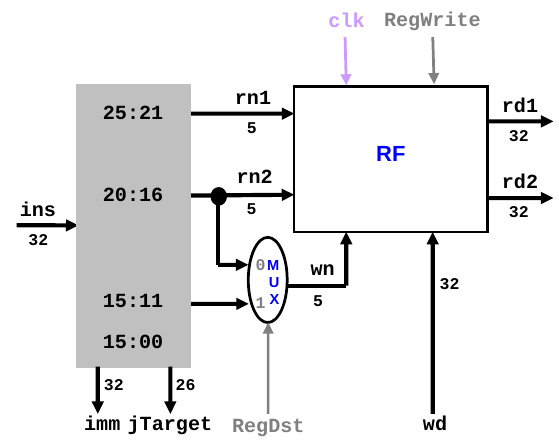 clk RegWrite
25:21 rn1 rd1
5 32
RF
20:16 rn2 rd2
5 32
ins
32
0 M
U
1 X
wn
5
32
15:11
15:00
32 26
imm jTarget RegDst wd